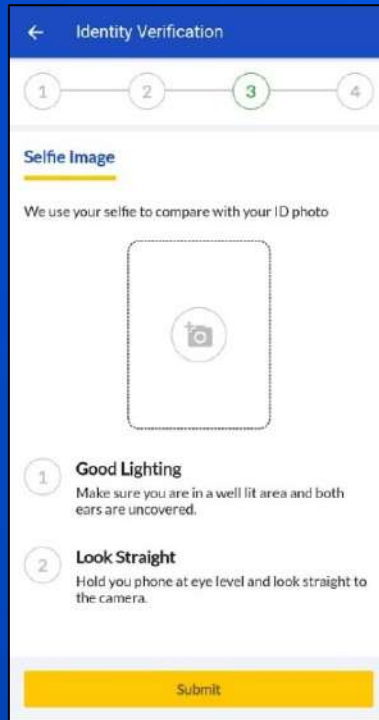 Identity Verification
1 2 3 4
Selfie Image
We use your selfie to compare with your ID photo
1 Good Lighting
Make sure you are in a well lit area and both
ears are uncovered.
2 Look Straight
Hold you phone at eye level and look straight to
the camera.
Submit